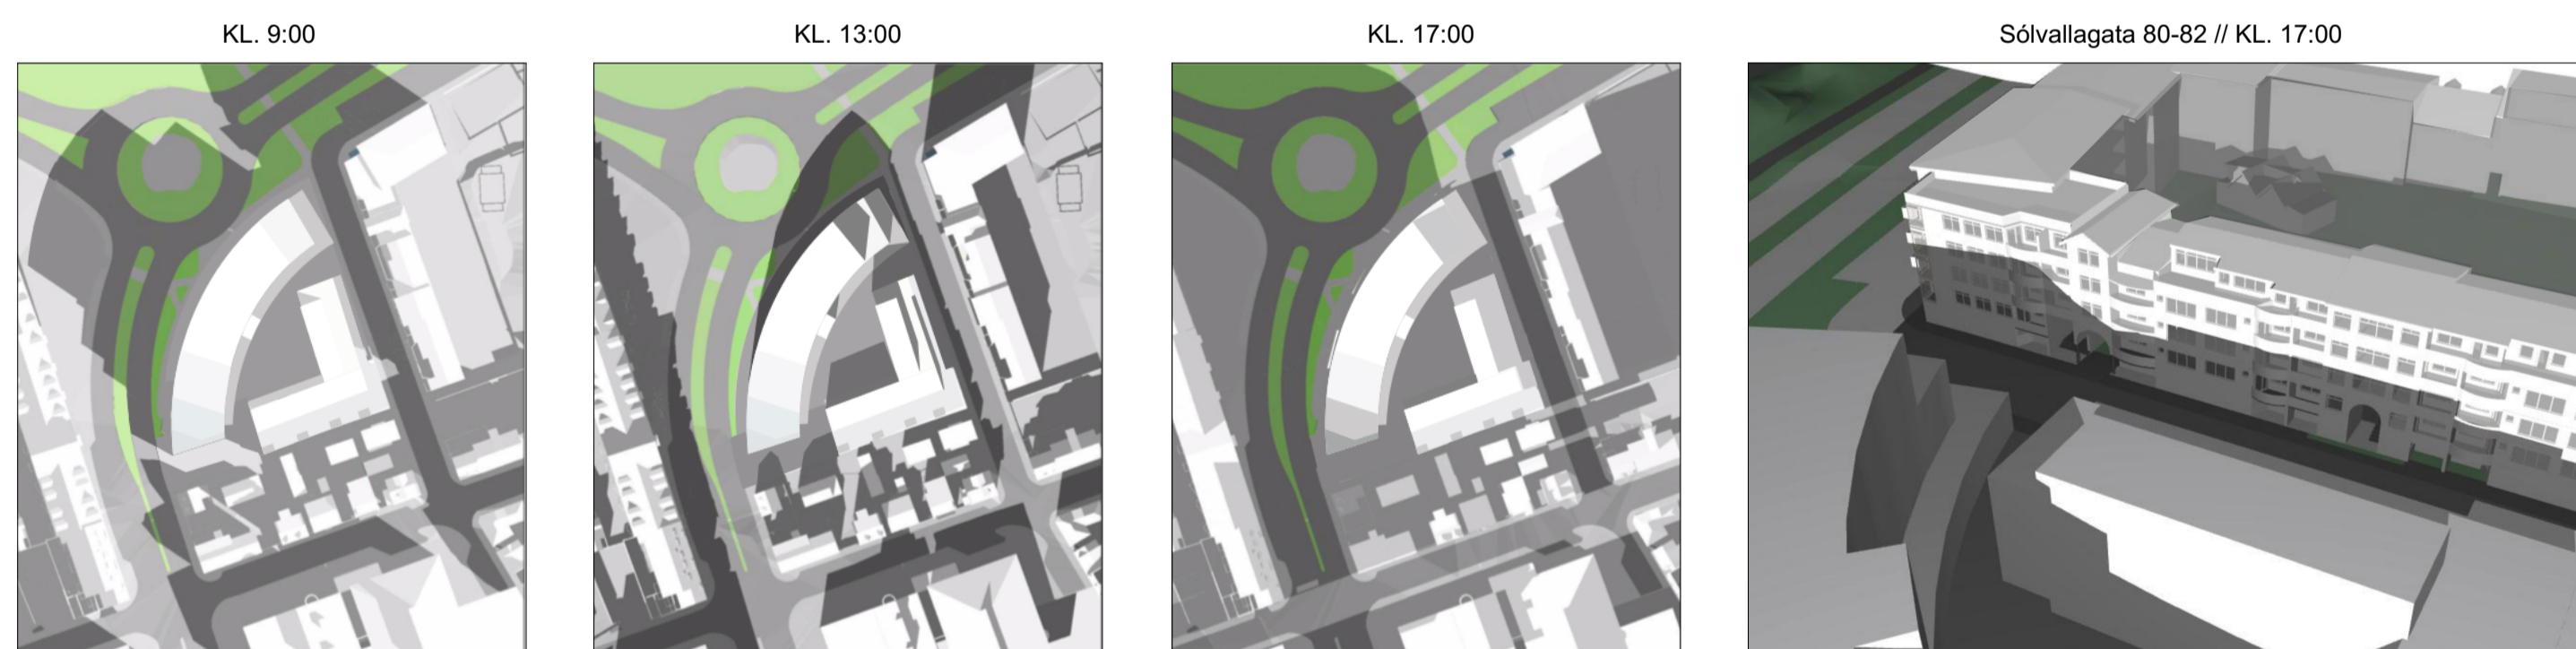 KL. 9:00
KL. 13:00
KL. 17:00
Sólvallagata 80-82 // KL. 17:00